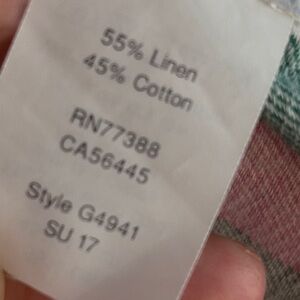 55% Linen
45% Cotton
RN77388
CA56445
Style G4941
SU 17